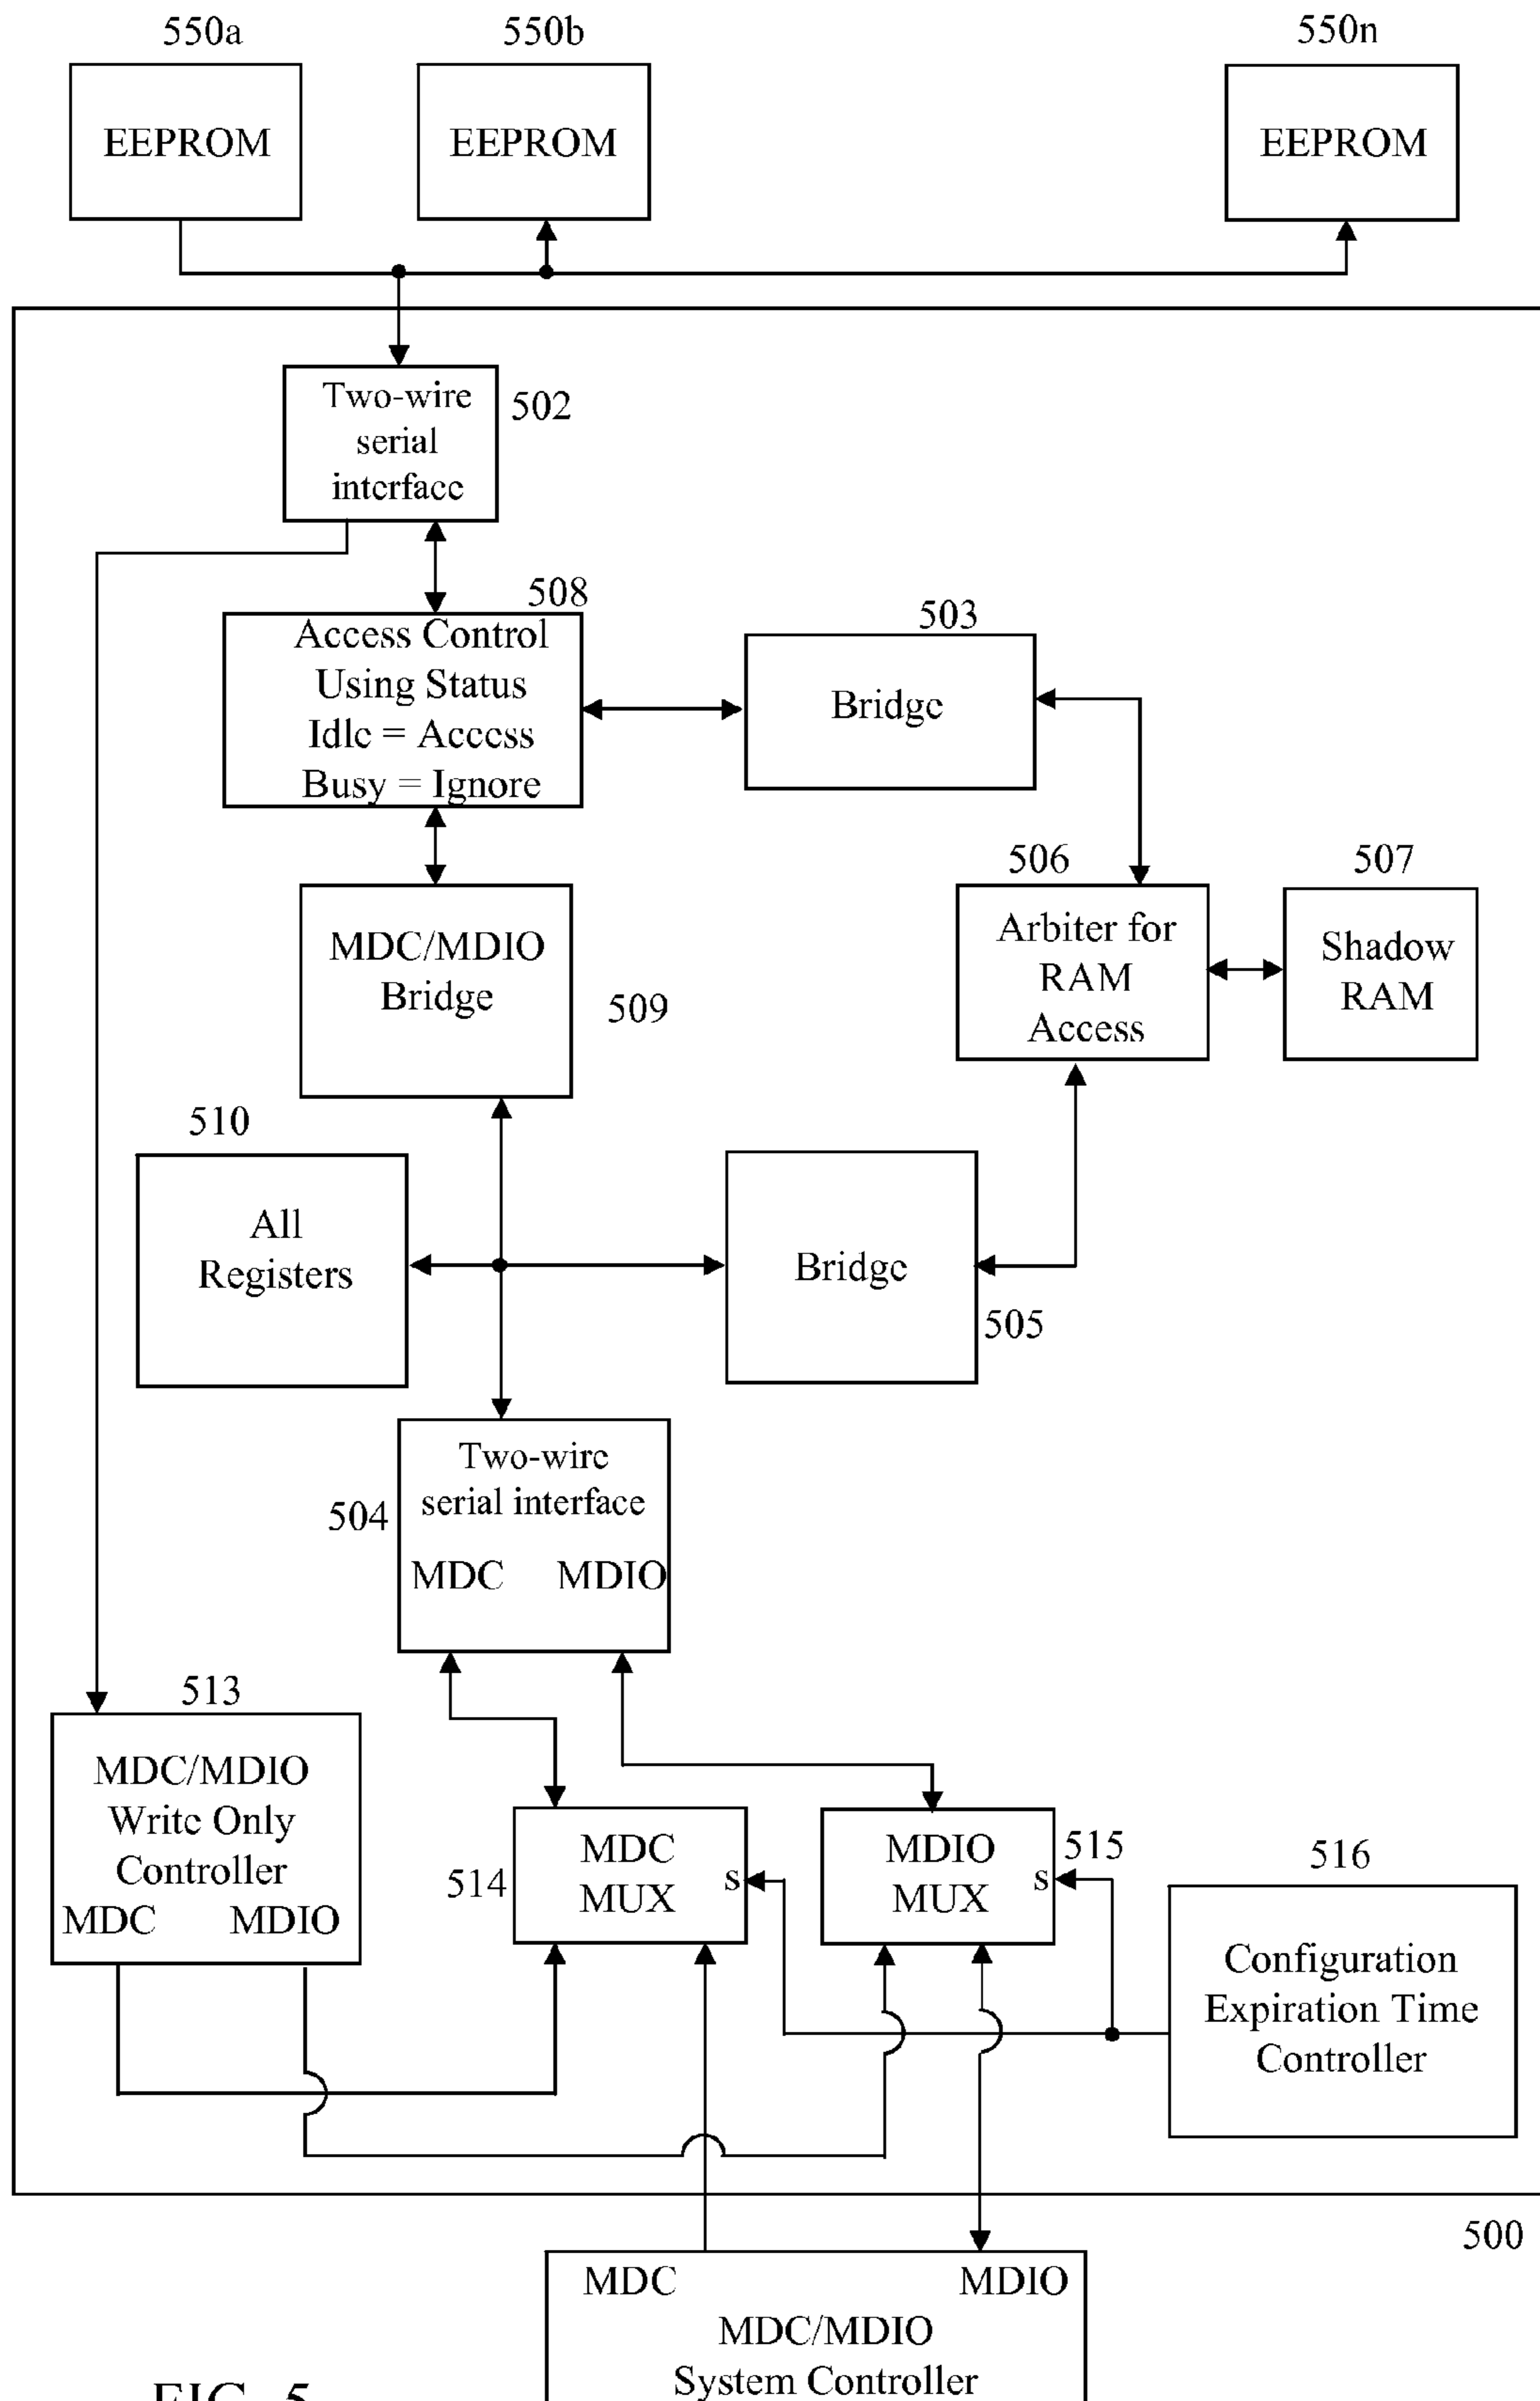 550a
550b
550n
EEPROM
EEPROM
EEPROM
Two-wire
serial
interface
502
508
Access Control
Using Status
Idle = Access
Busy = Ignore
503
Bridge
MDC/MDIO
Bridge
509
506
Arbiter for
RAM
Access
507
Shadow
RAM
510
All
Registers
Bridge
505
Two-wire
serial interface
MDC MDIO
504
513
MDC/MDIO
Write Only
Controller
MDC MDIO
514
MDC
MUX
s
MDIO
MUX
s
515
516
Configuration
Expiration Time
Controller
500
MDC MDIO
MDC/MDIO
System Controller
FIG. 5